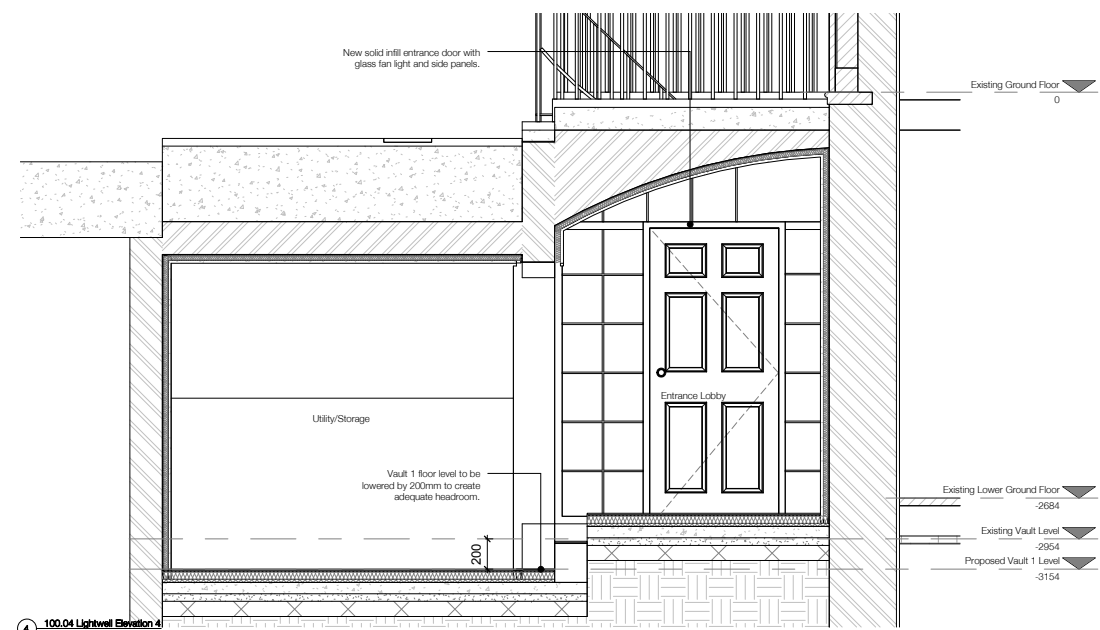 New solid infill entrance door with
glass fan light and side panels.
Existing Ground Floor
0
Entrance Lobby
Utility/Storage
Vault 1 floor level to be
lowered by 200mm to create
adequate headroom.
Existing Lower Ground Floor
-2684
Existing Vault Level
-2954
200
Proposed Vault 1 Level
-3154
4 100.04 Lightwell Elevation 4